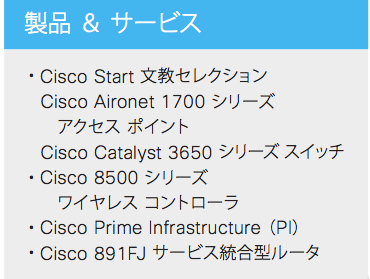 製品 & サービス
・Cisco Start 文教セレクション
Cisco Aironet 1700 シリーズ
アクセス ポイント
Cisco Catalyst 3650 シリーズ スイッチ
・Cisco 8500 シリーズ
ワイヤレス コントローラ
・Cisco Prime Infrastructure（PI）
・Cisco 891FJ サービス統合型ルータ